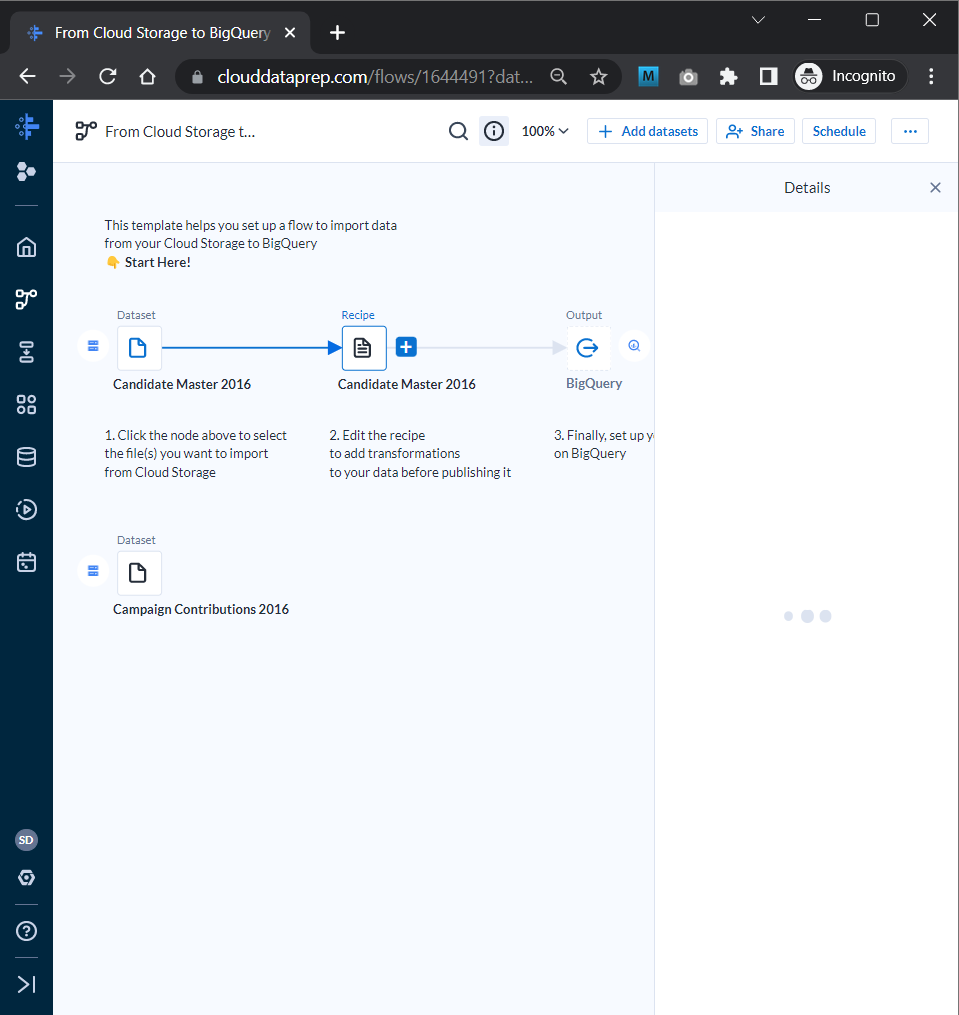 From Cloud Storage to BigQuery
clouddataprep.com/flows/1644491?dat...
M
Incognito
From Cloud Storage t...
100%
Add datasets
Share
Schedule
Details
This template helps you set up a flow to import data
from your Cloud Storage to BigQuery
👇 Start Here!
Dataset
Recipe
Output
Candidate Master 2016
Candidate Master 2016
BigQuery
1. Click the node above to select
the file(s) you want to import
from Cloud Storage
2. Edit the recipe
to add transformations
to your data before publishing it
3. Finally, set up y
on BigQuery
Dataset
Campaign Contributions 2016
SD